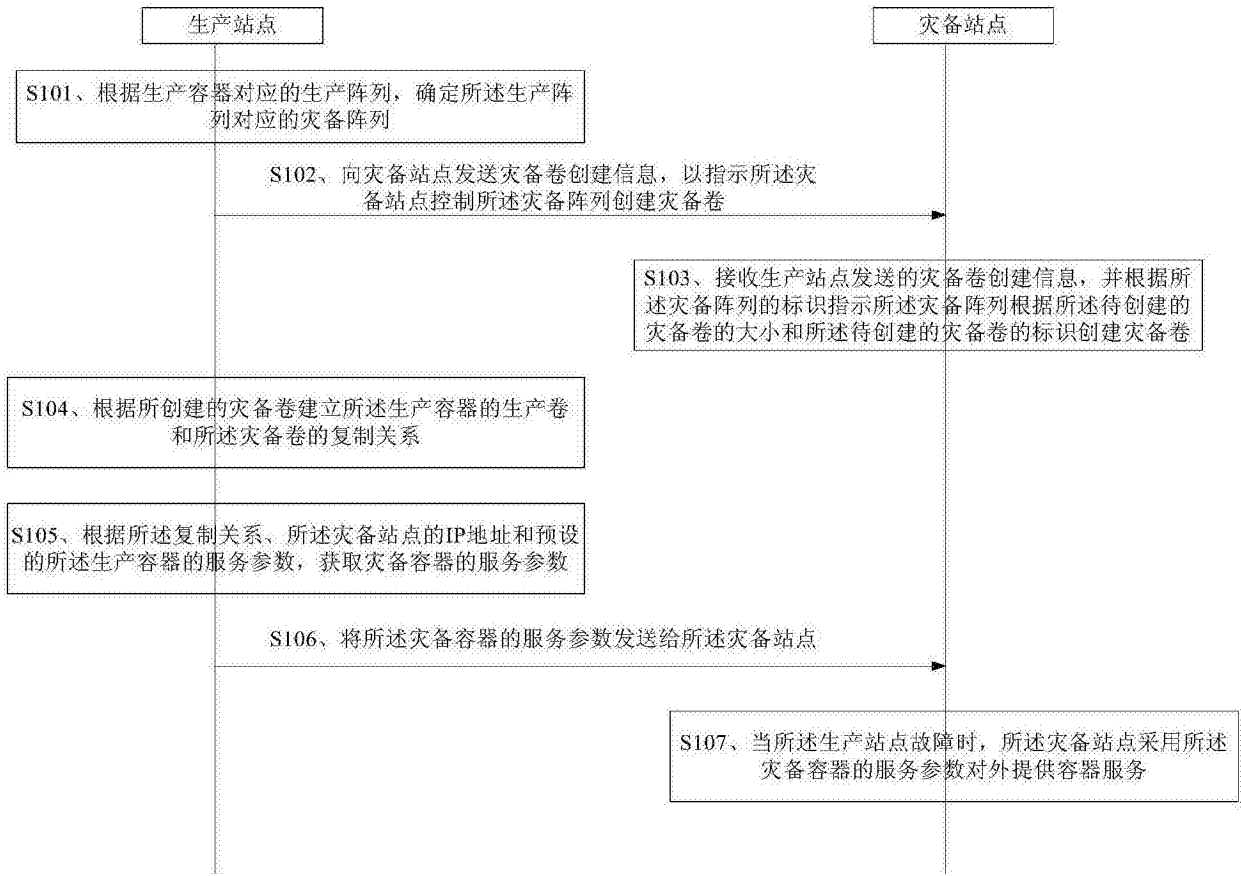 生产站点
灾备站点
S101、根据生产容器对应的生产阵列，确定所述生产阵
列对应的灾备阵列
S102、向灾备站点发送灾备卷创建信息，以指示所述灾
备站点控制所述灾备阵列创建灾备卷
S103、接收生产站点发送的灾备卷创建信息，并根据所
述灾备阵列的标识指示所述灾备阵列根据所述待创建的
灾备卷的大小和所述待创建的灾备卷的标识创建灾备卷
S104、根据所创建的灾备卷建立所述生产容器的生产卷
和所述灾备卷的复制关系
S105、根据所述复制关系、所述灾备站点的IP地址和预设
的所述生产容器的服务参数，获取灾备容器的服务参数
S106、将所述灾备容器的服务参数发送给所述灾备站点
S107、当所述生产站点故障时，所述灾备站点采用所述
灾备容器的服务参数对外提供容器服务